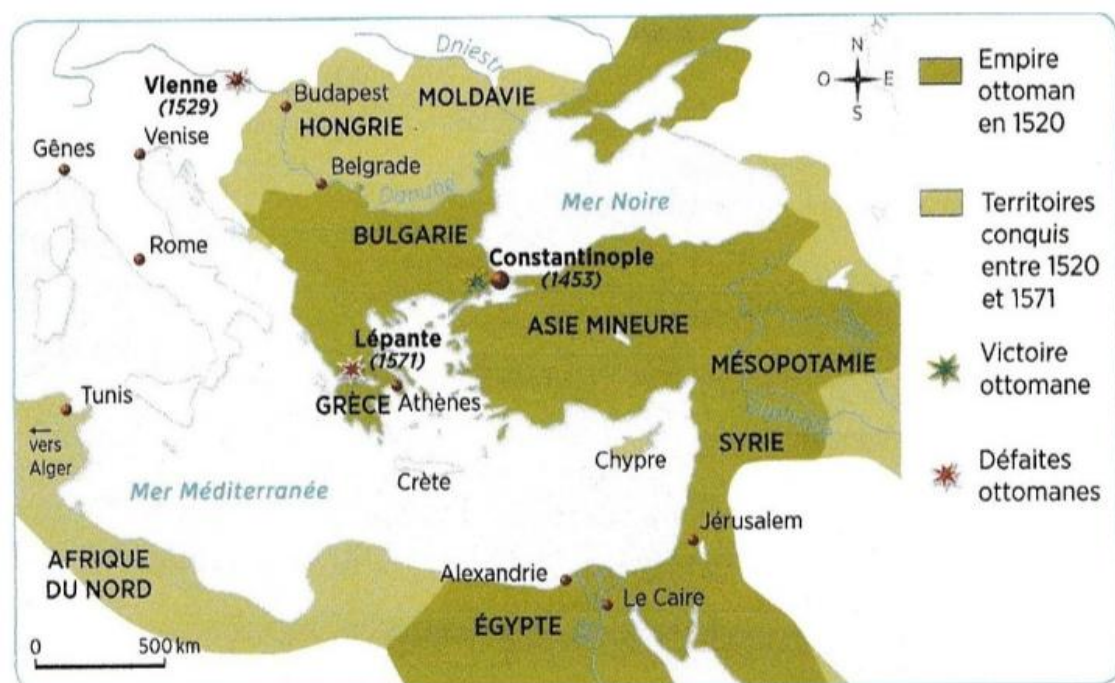 Dniestr
Vienne
(1529)
Budapest
MOLDAVIE
HONGRIE
Venise
Gênes
Belgrade
Danube
Mer Noire
Rome
BULGARIE
Constantinople
(1453)
ASIE MINEURE
Lépante
(1571)
MÉSOPOTAMIE
Tunis
GRÈCE
Athènes
SYRIE
vers
Alger
Chypre
Crète
Mer Méditerranée
Jérusalem
AFRIQUE
DU NORD
Alexandrie
Le Caire
ÉGYPTE
0
500 km
N
O
E
S
Empire
ottoman
en 1520
Territoires
conquis
entre 1520
et 1571
Victoire
ottomane
Défaites
ottomanes